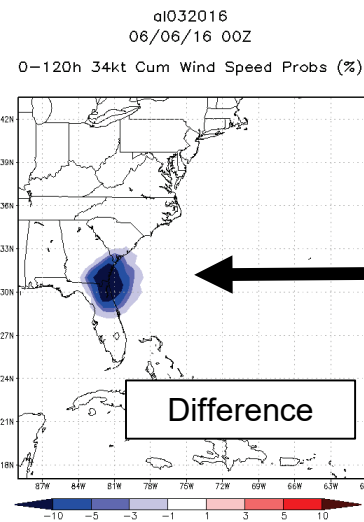 al032016
06/06/16 00Z
0-120h 34kt Cum Wind Speed Probs (%)
42N
39N
36N
33N
30N
27N
24N
21N
18N
Difference
87W 84W 81W 78W 75W 72W 69W 66W 63W
-10 -5 -3 -1 1 3 5 10